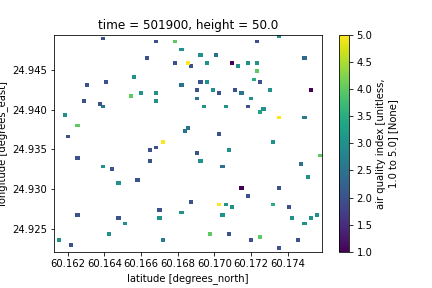 time = 501900, height = 50.0
24.945
24.940
24.935
24.930
24.925
longitude [degrees_east]
60.162 60.164 60.166 60.168 60.170 60.172 60.174
latitude [degrees_north]
5.0
4.5
4.0
3.5
3.0
2.5
2.0
1.5
1.0
air quality index [unitless,
1.0 to 5.0] [None]